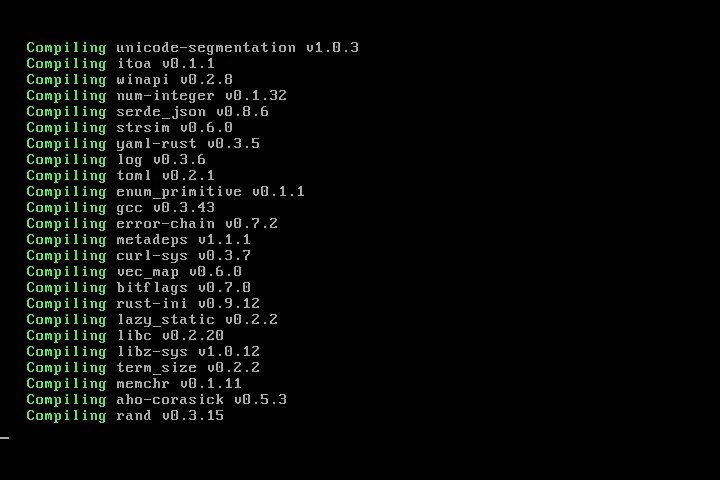 Compiling unicode-segmentation v1.0.3
Compiling itoa v0.1.1
Compiling winapi v0.2.8
Compiling num-integer v0.1.32
Compiling serde_json v0.8.6
Compiling strsim v0.6.0
Compiling yaml-rust v0.3.5
Compiling log v0.3.6
Compiling toml v0.2.1
Compiling enum_primitive v0.1.1
Compiling gcc v0.3.43
Compiling error-chain v0.7.2
Compiling metadeps v1.1.1
Compiling curl-sys v0.3.7
Compiling vec_map v0.6.0
Compiling bitflags v0.7.0
Compiling rust-ini v0.9.12
Compiling lazy_static v0.2.2
Compiling libc v0.2.20
Compiling libz-sys v1.0.12
Compiling term_size v0.2.2
Compiling memchr v0.1.11
Compiling aho-corasick v0.5.3
Compiling rand v0.3.15